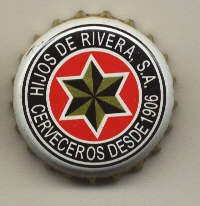 HIJOS DE RIVERA, S.A.
CERVECEROS DESDE 1906